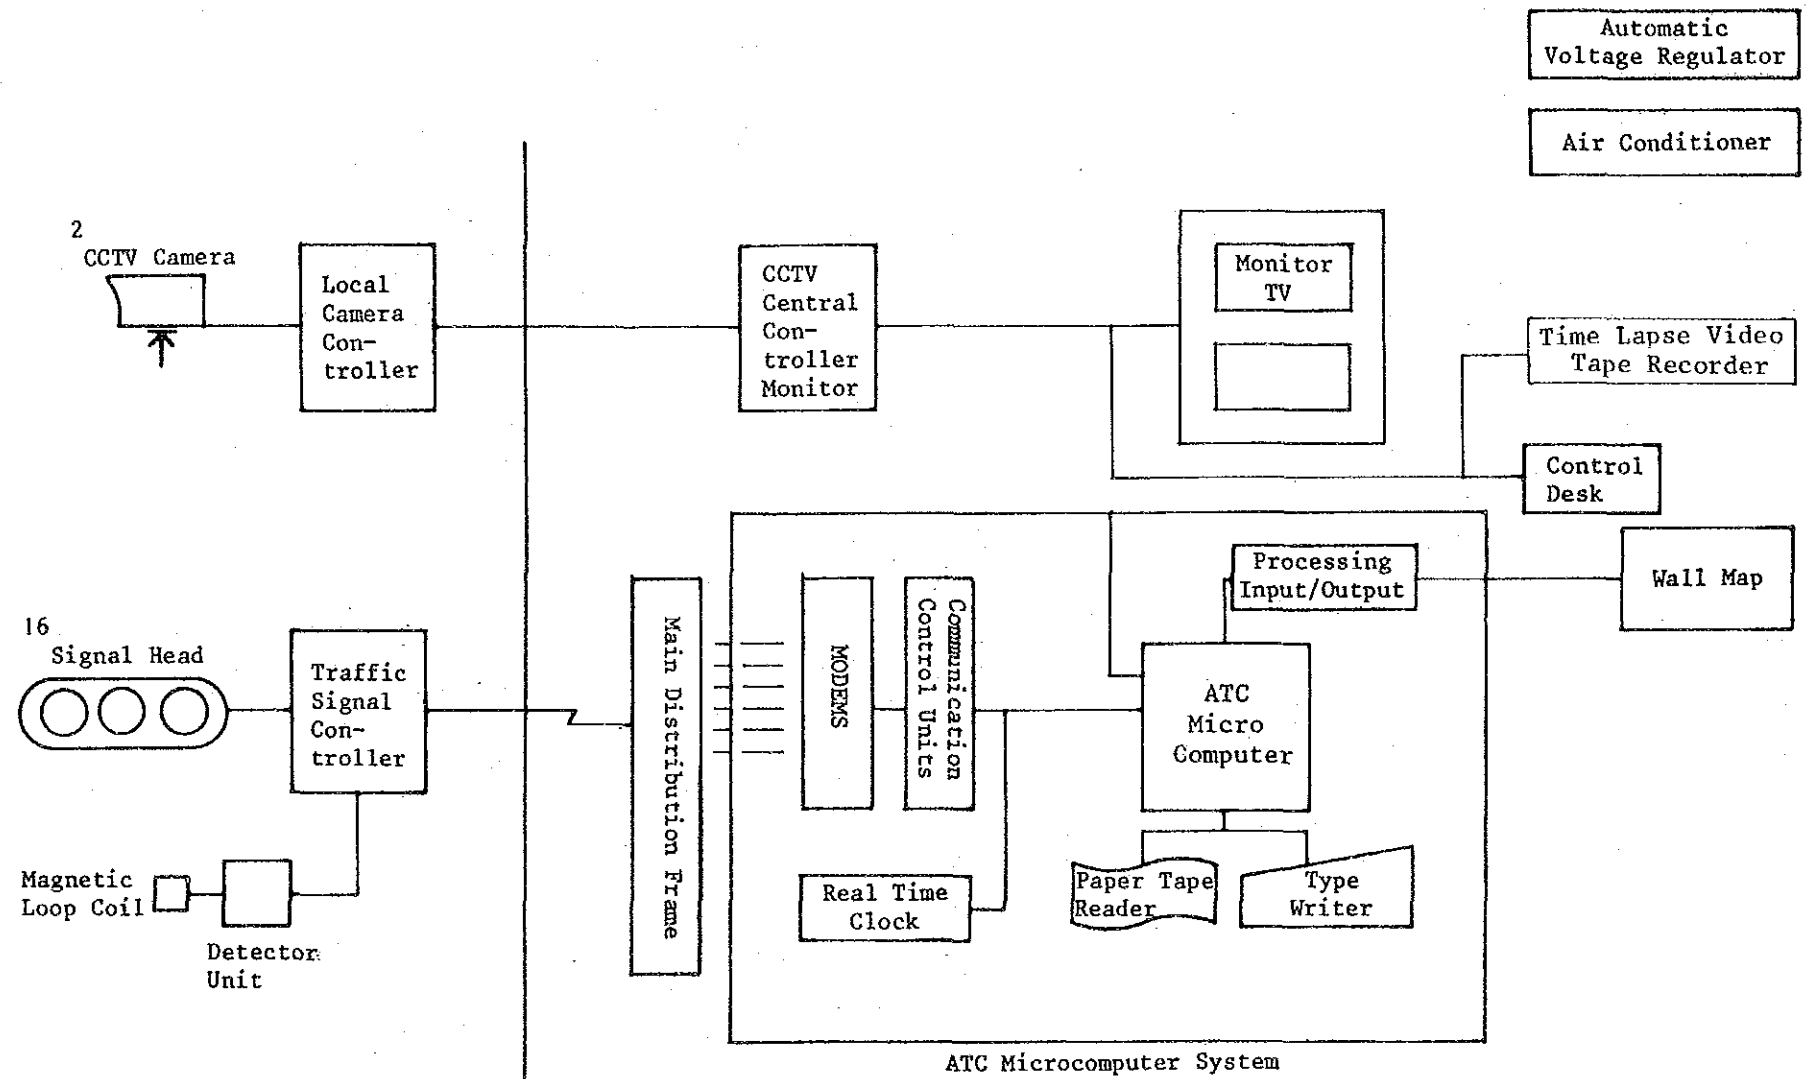 Automatic
Voltage Regulator
Air Conditioner
2
CCTV Camera
Local
Camera
Con-
troller
CCTV
Central
Con-
troller
Monitor
Monitor
TV
Time Lapse Video
Tape Recorder
Control
Desk
16
Signal Head
Traffic
Signal
Con-
troller
Magnetic
Loop Coil
Detector
Unit
Main Distribution Frame
MODEMS
Communication
Control Units
Real Time
Clock
Processing
Input/Output
ATC
Micro
Computer
Paper Tape
Reader
Type
Writer
Wall Map
ATC Microcomputer System